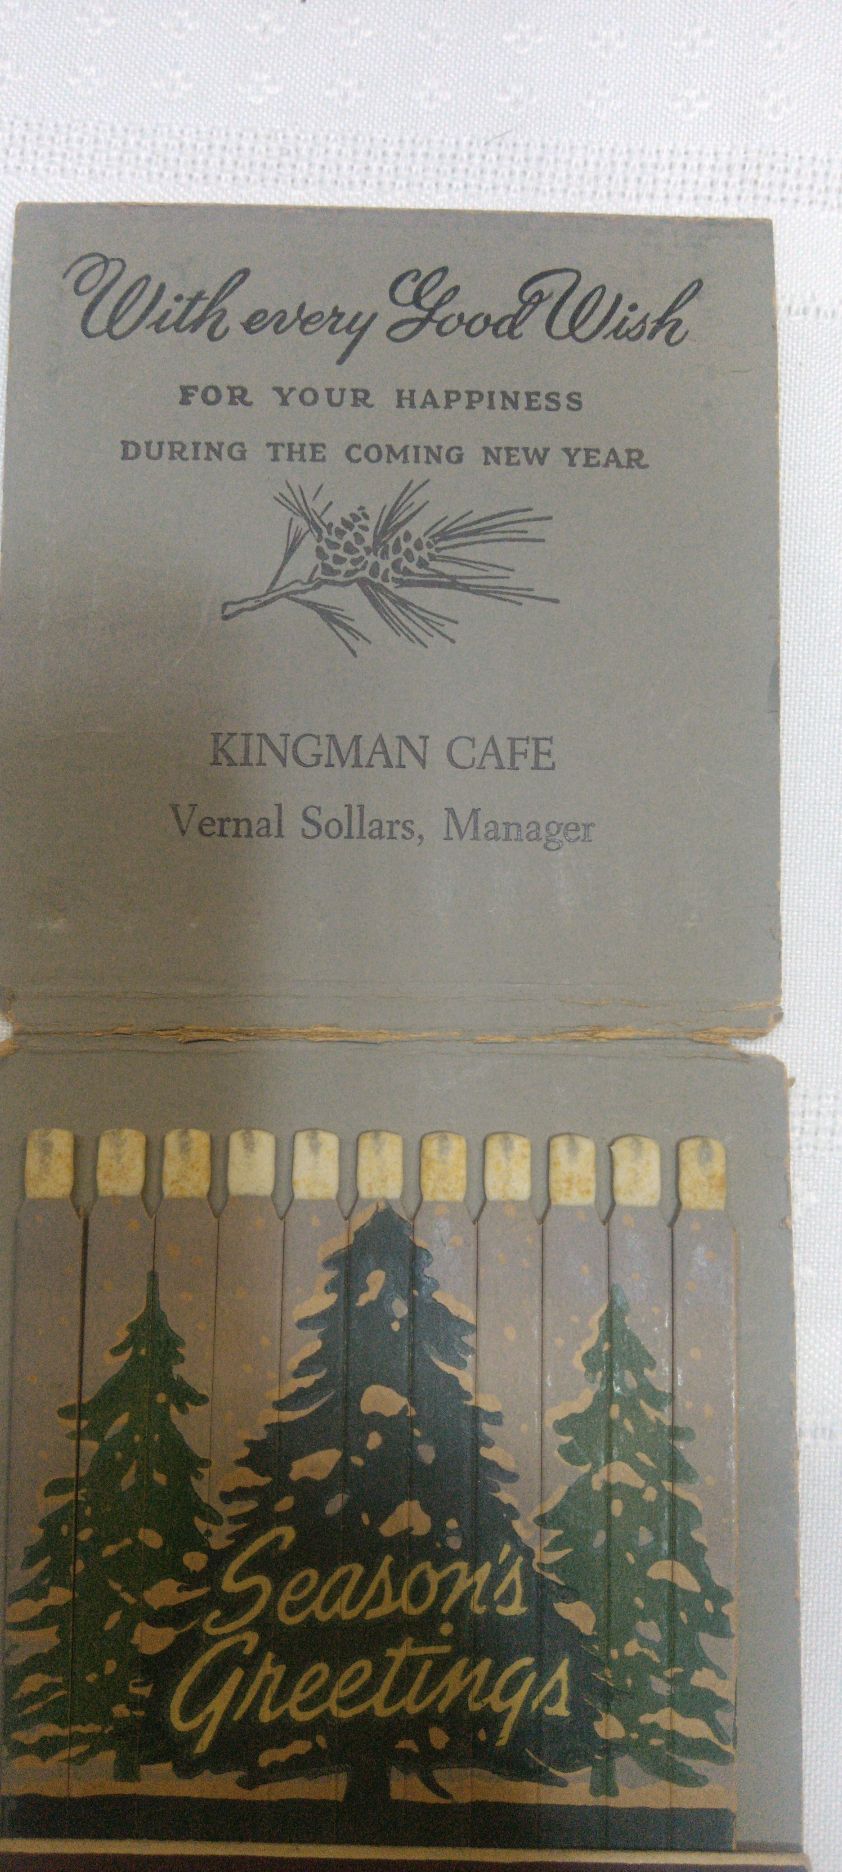 With every Good Wish
FOR YOUR HAPPINESS
DURING THE COMING NEW YEAR
KINGMAN CAFE
Vernal Sollars, Manager
Season's
Greetings